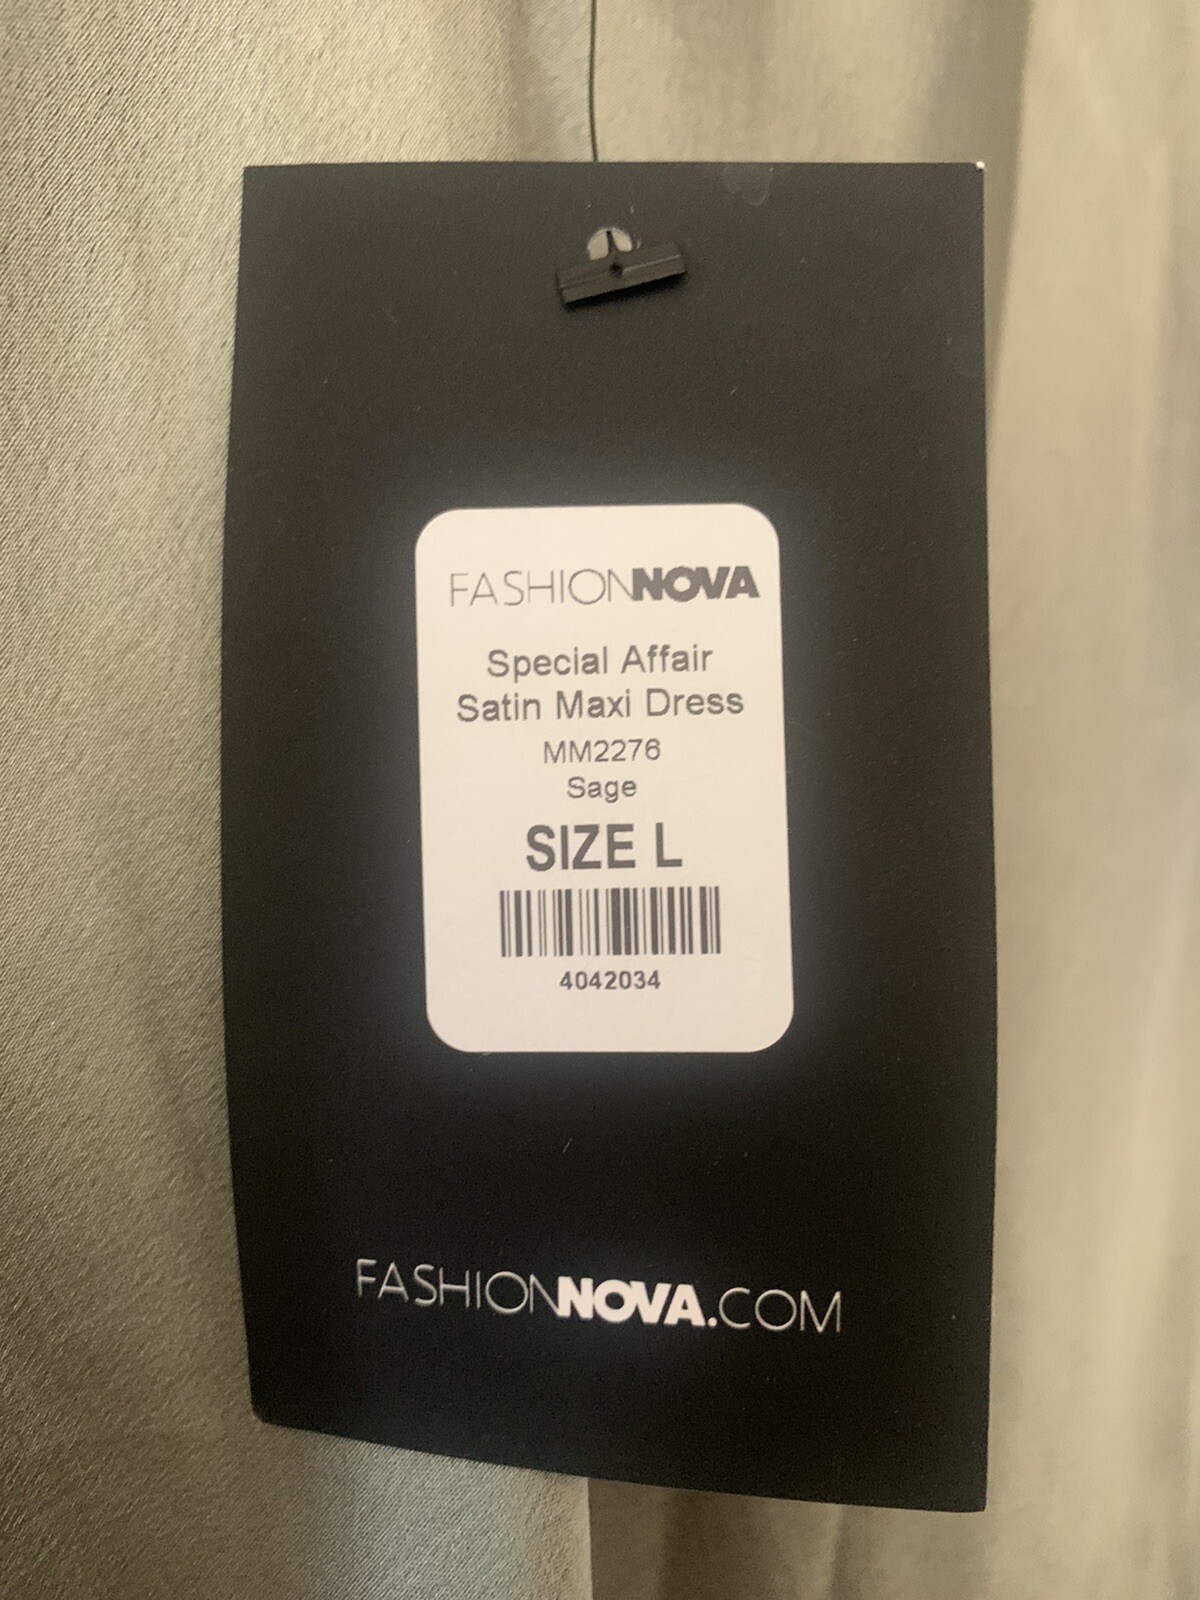 FASHIONNOVA
Special Affair
Satin Maxi Dress
MM2276
Sage
SIZE L
4042034
FASHIONNOVA.COM